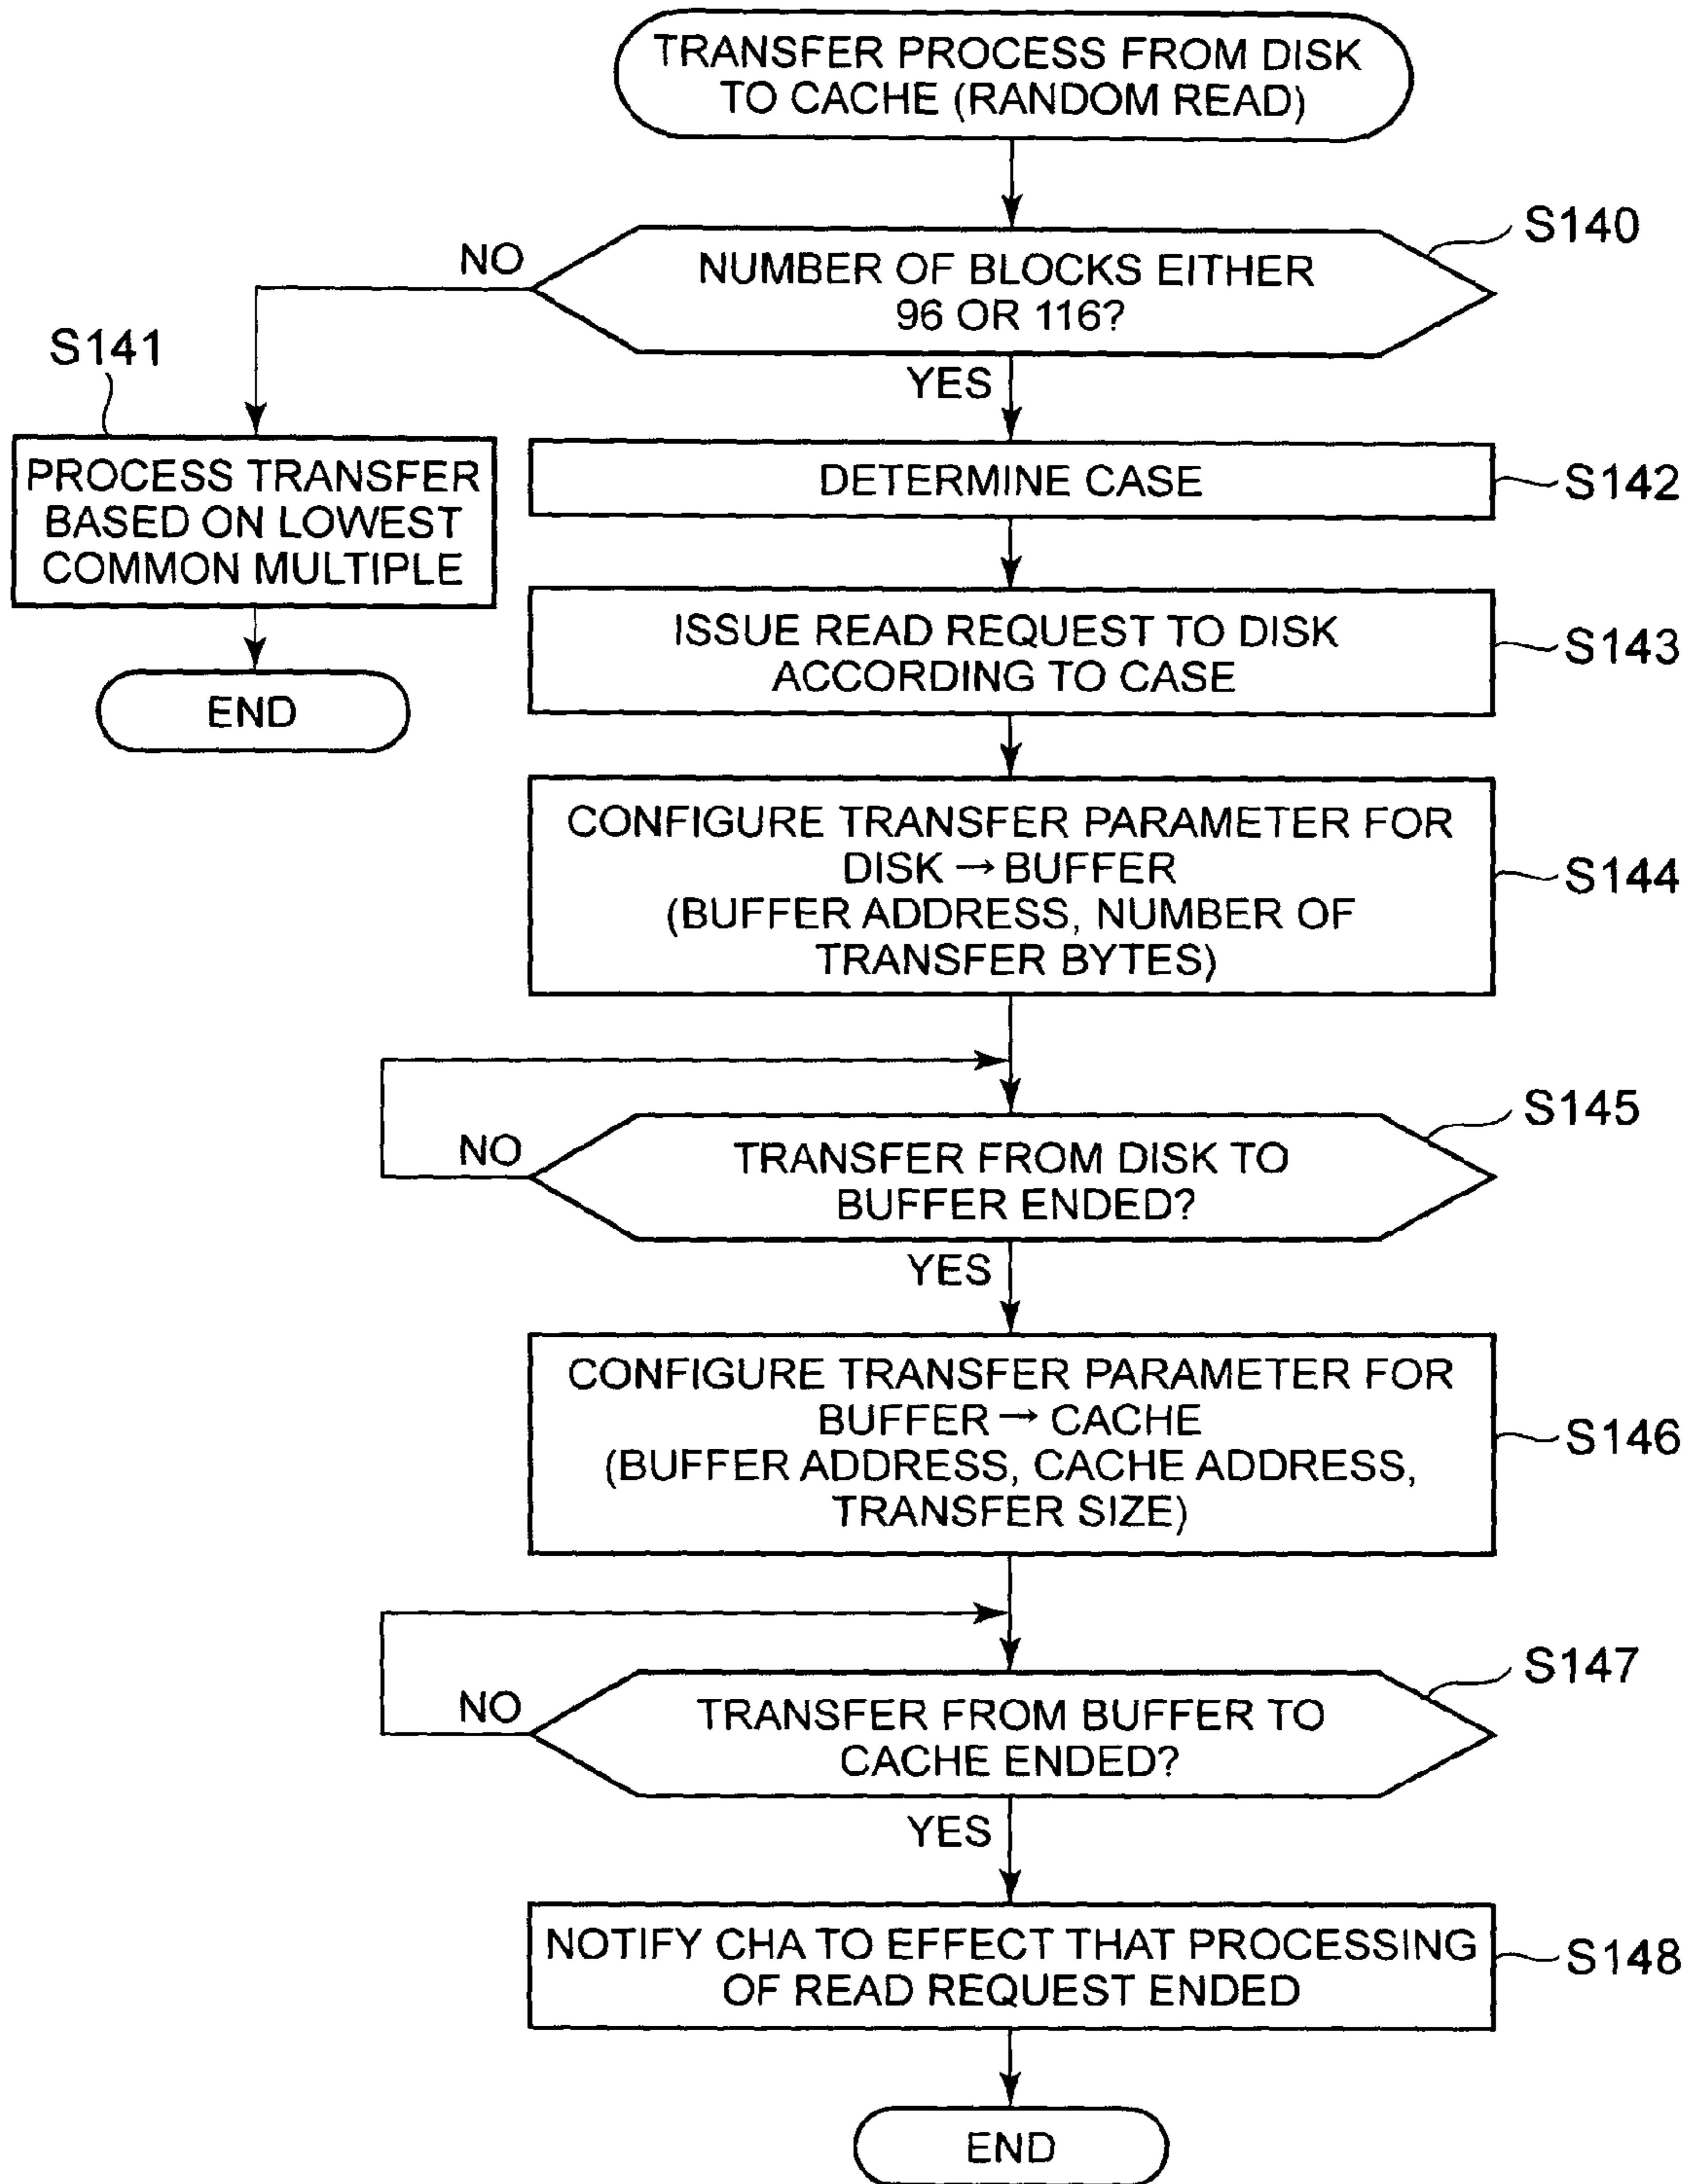 TRANSFER PROCESS FROM DISK
TO CACHE (RANDOM READ)
S140
NO
NUMBER OF BLOCKS EITHER
96 OR 116?
S141
YES
PROCESS TRANSFER
BASED ON LOWEST
COMMON MULTIPLE
DETERMINE CASE
S142
END
ISSUE READ REQUEST TO DISK
ACCORDING TO CASE
S143
CONFIGURE TRANSFER PARAMETER FOR
DISK → BUFFER
(BUFFER ADDRESS, NUMBER OF
TRANSFER BYTES)
S144
S145
NO
TRANSFER FROM DISK TO
BUFFER ENDED?
YES
CONFIGURE TRANSFER PARAMETER FOR
BUFFER → CACHE
(BUFFER ADDRESS, CACHE ADDRESS,
TRANSFER SIZE)
S146
S147
NO
TRANSFER FROM BUFFER TO
CACHE ENDED?
YES
NOTIFY CHA TO EFFECT THAT PROCESSING
OF READ REQUEST ENDED
S148
END